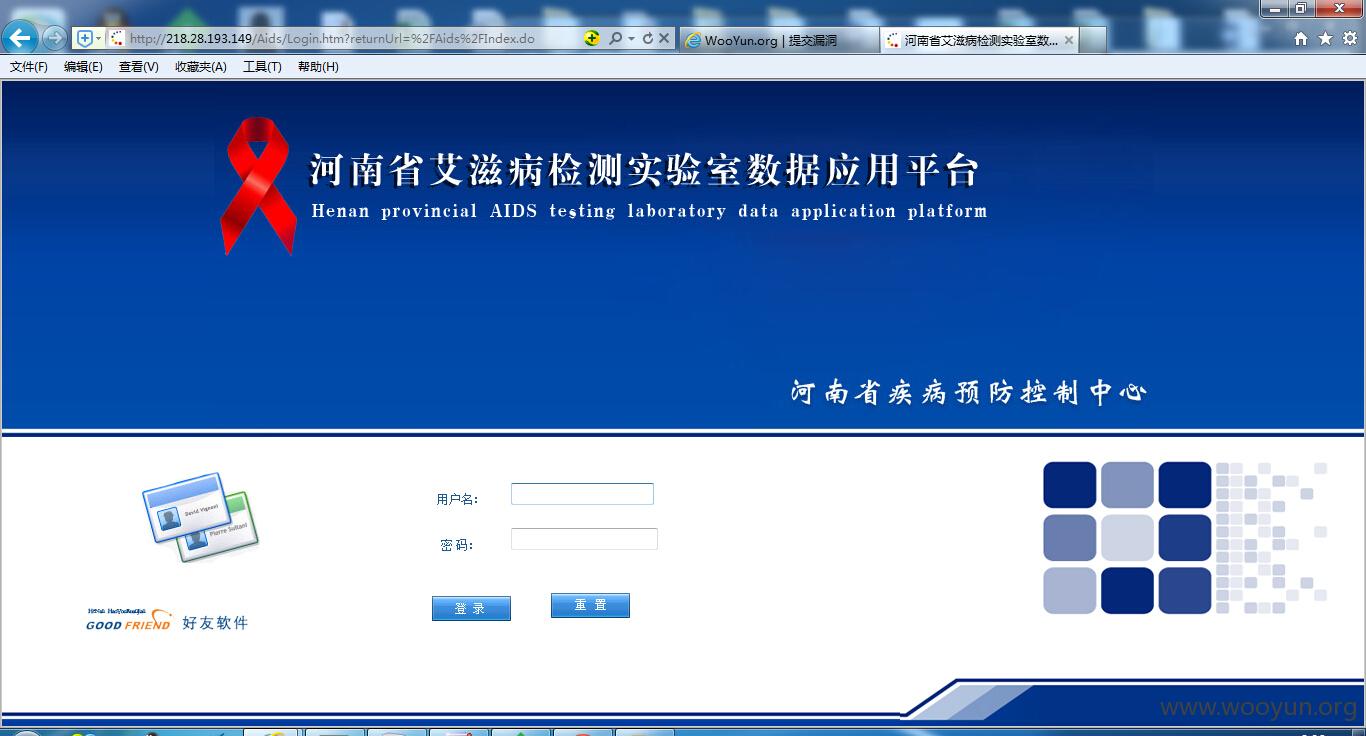 http://218.28.193.149/Aids/Login.htm?returnUrl=%2FAids%2FIndex.do
WooYun.org | 提交漏洞
河南省艾滋病检测实验室数...
文件(F) 编辑(E) 查看(V) 收藏夹(A) 工具(T) 帮助(H)
河南省艾滋病检测实验室数据应用平台
Henan provincial AIDS testing laboratory data application platform
河南省疾病预防控制中心
David Vignoni
Pierre Sultani
用户名：
密码：
登 录
重 置
GOOD FRIEND 好友软件
www.wooyun.org